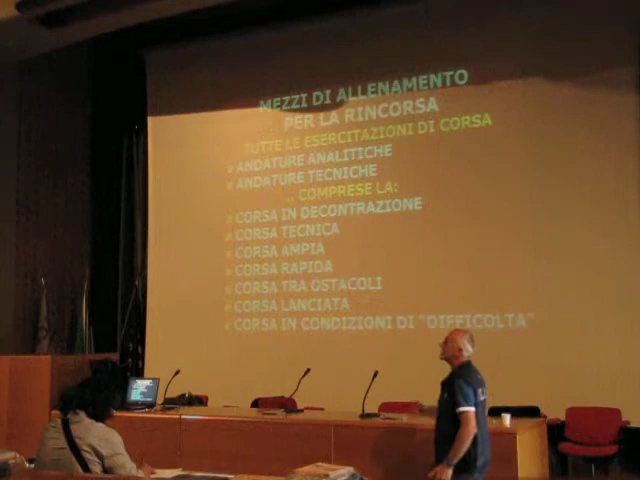 MEZZI DI ALLENAMENTO
PER LA RINCORSA
TUTTE LE ESERCITAZIONI DI CORSA
ANDATURE ANALITICHE
ANDATURE TECNICHE
... COMPRESE LA:
CORSA IN DECONTRAZIONE
CORSA TECNICA
CORSA AMPIA
CORSA RAPIDA
CORSA TRA OSTACOLI
CORSA LANCIATA
CORSA IN CONDIZIONI DI "DIFFICOLTA"